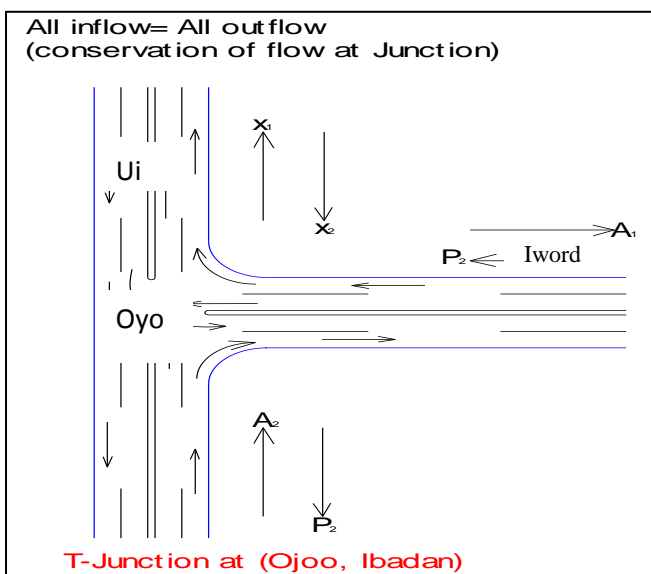 All inflow= All outflow
(conservation of flow at Junction)
x₁
Ui
x₂
A₁
P₂
Iword
Oyo
A₂
P₂
T-Junction at (Ojoo, Ibadan)